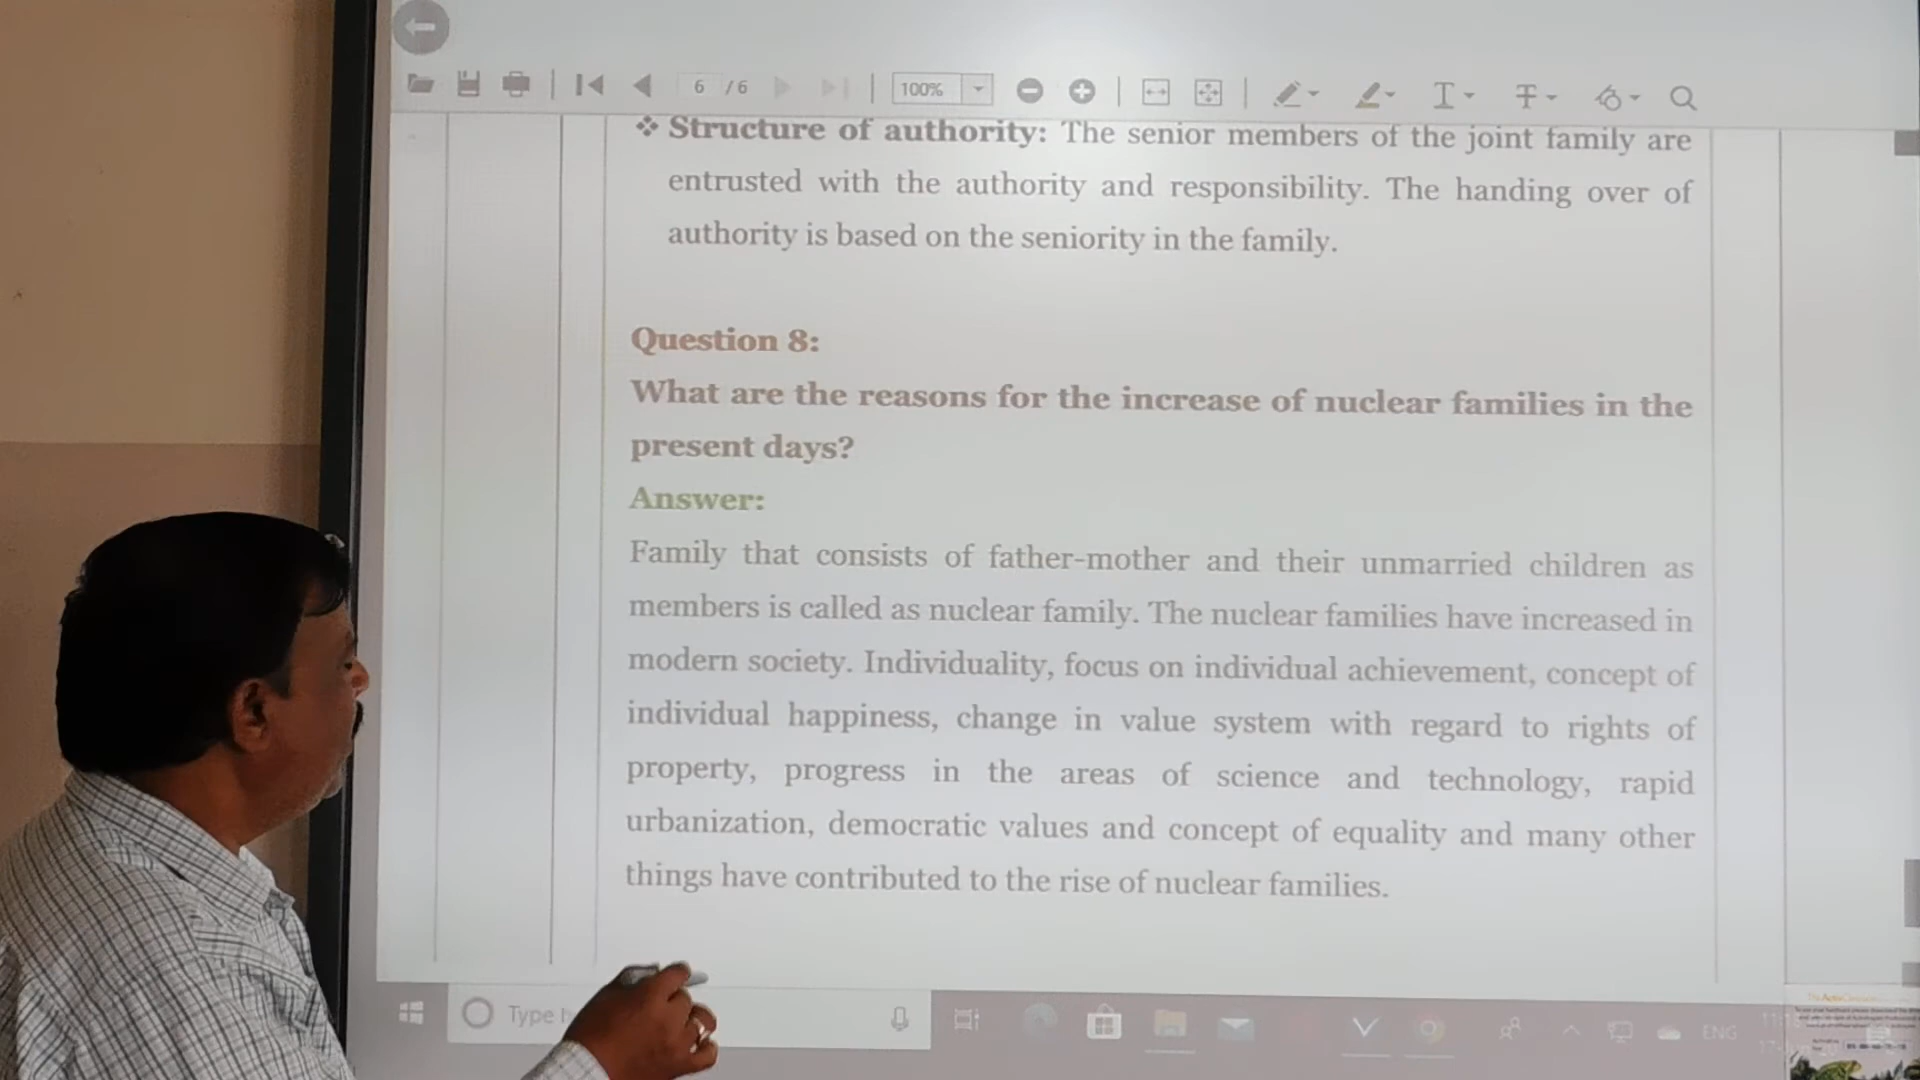 6 / 6
100%
❖ Structure of authority: The senior members of the joint family are
entrusted with the authority and responsibility. The handing over of
authority is based on the seniority in the family.
Question 8:
What are the reasons for the increase of nuclear families in the
present days?
Answer:
Family that consists of father-mother and their unmarried children as
members is called as nuclear family. The nuclear families have increased in
modern society. Individuality, focus on individual achievement, concept of
individual happiness, change in value system with regard to rights of
property, progress in the areas of science and technology, rapid
urbanization, democratic values and concept of equality and many other
things have contributed to the rise of nuclear families.
Type
ENG